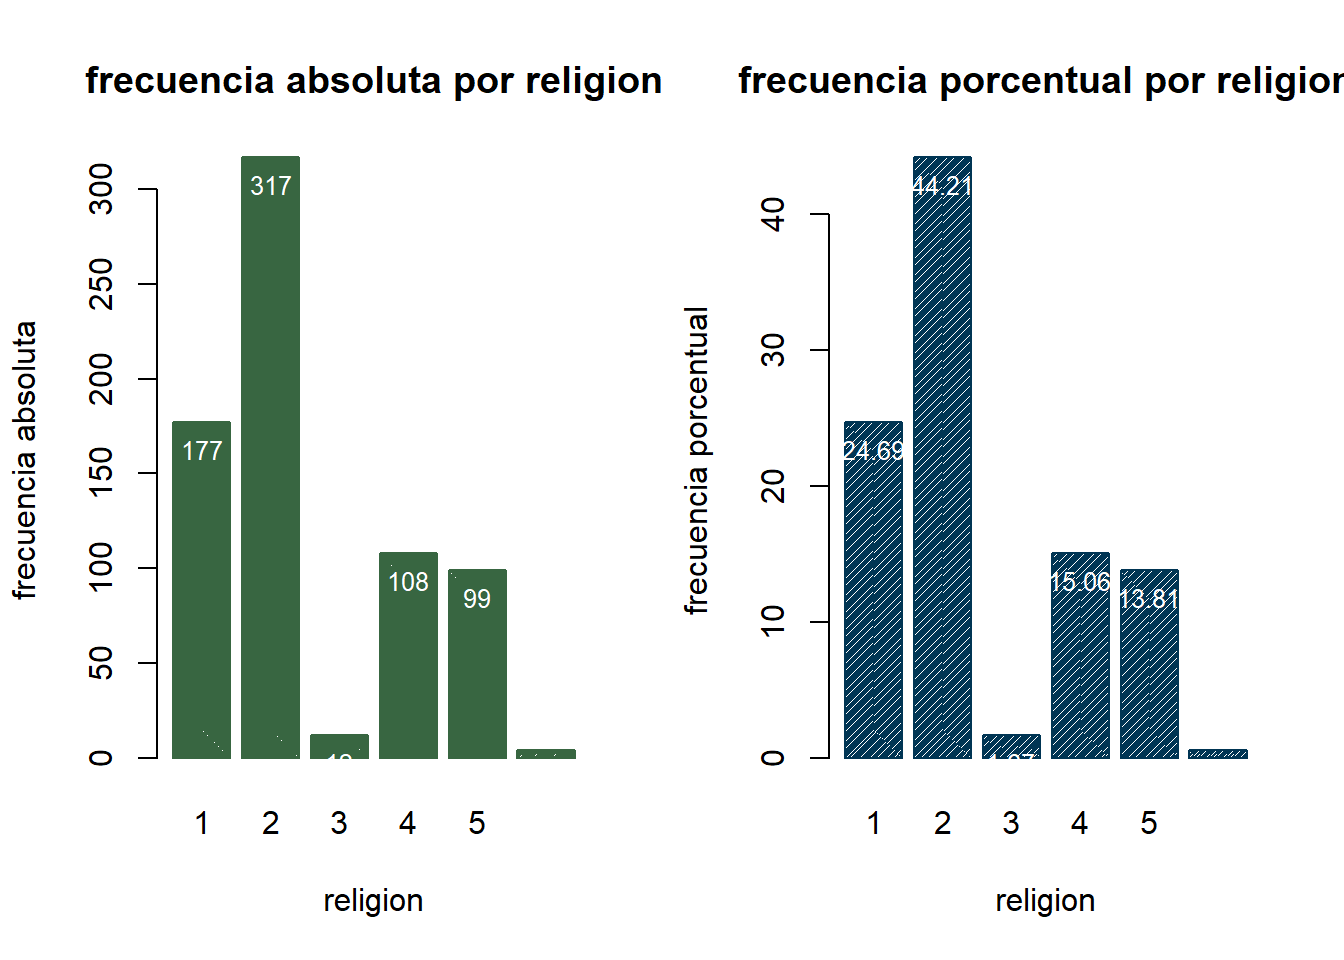 frecuencia absoluta por religion
frecuencia absoluta
300
250
200
150
100
50
0
317
177
108
99
1 2 3 4 5
religion
frecuencia porcentual por religion
frecuencia porcentual
40
30
20
10
0
44.21
24.69
15.06
13.81
1 2 3 4 5
religion